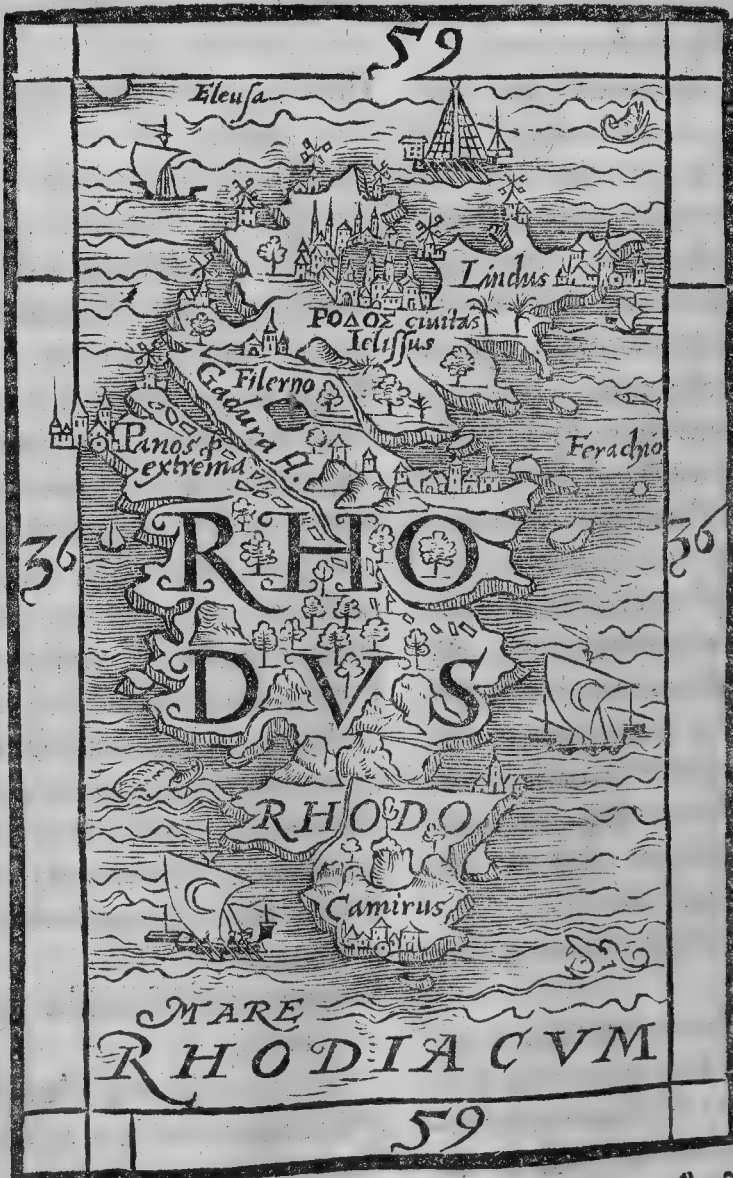 59
Eleuſa
Lindus
ΡΟΔΟΣ ciuitas
Ieliſſus
Filerno
Gadura fl.
Panos
extrema
Ferachio
36
36
RHO
DVS
RHODO
Camirus
MARE
RHODIACVM
59